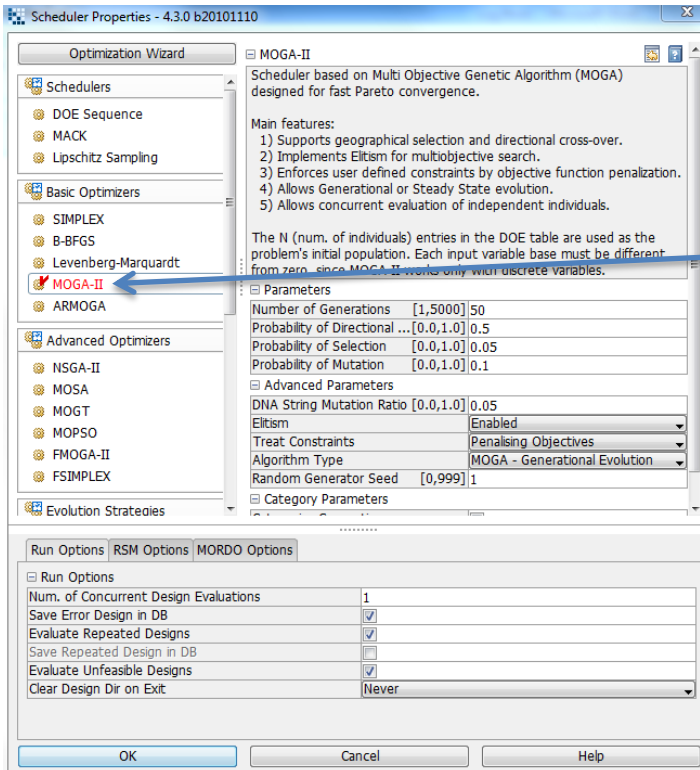 Scheduler Properties - 4.3.0 b20101110
Optimization Wizard
Schedulers
DOE Sequence
MACK
Lipschitz Sampling
Basic Optimizers
SIMPLEX
B-BFGS
Levenberg-Marquardt
MOGA-II
ARMOGA
Advanced Optimizers
NSGA-II
MOSA
MOGT
MOPSO
FMOGA-II
FSIMPLEX
Evolution Strategies
MOGA-II
Scheduler based on Multi Objective Genetic Algorithm (MOGA)
designed for fast Pareto convergence.
Main features:
1) Supports geographical selection and directional cross-over.
2) Implements Elitism for multiobjective search.
3) Enforces user defined constraints by objective function penalization.
4) Allows Generational or Steady State evolution.
5) Allows concurrent evaluation of independent individuals.
The N (num. of individuals) entries in the DOE table are used as the
problem's initial population. Each input variable base must be different
from zero, since MOGA-II works only with discrete variables.
Parameters
Number of Generations [1,5000] 50
Probability of Directional ... [0.0,1.0] 0.5
Probability of Selection [0.0,1.0] 0.05
Probability of Mutation [0.0,1.0] 0.1
Advanced Parameters
DNA String Mutation Ratio [0.0,1.0] 0.05
Elitism Enabled
Treat Constraints Penalising Objectives
Algorithm Type MOGA - Generational Evolution
Random Generator Seed [0,999] 1
Category Parameters
Run Options RSM Options MORDO Options
Run Options
Num. of Concurrent Design Evaluations 1
Save Error Design in DB
Evaluate Repeated Designs
Save Repeated Design in DB
Evaluate Unfeasible Designs
Clear Design Dir on Exit Never
OK Cancel Help